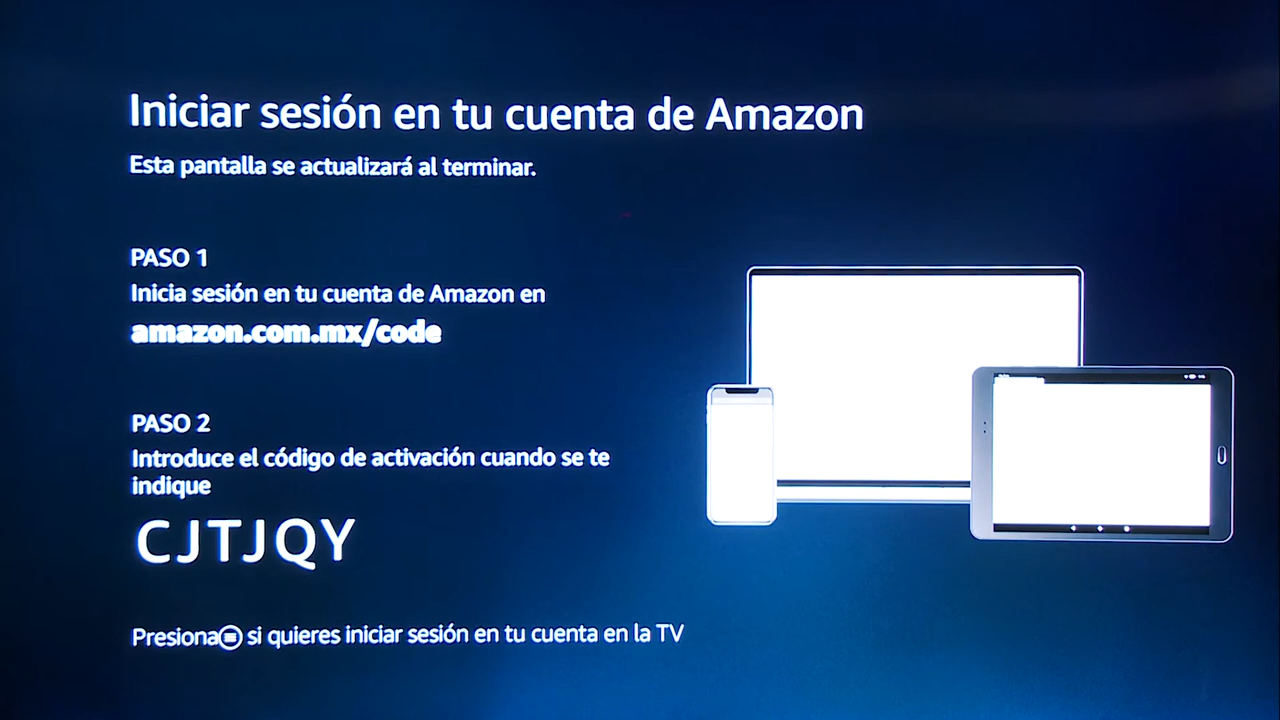 Iniciar sesión en tu cuenta de Amazon
Esta pantalla se actualizará al terminar.
PASO 1
Inicia sesión en tu cuenta de Amazon en
amazon.com.mx/code
PASO 2
Introduce el código de activación cuando se te
indique
CJTJQY
Presiona si quieres iniciar sesión en tu cuenta en la TV